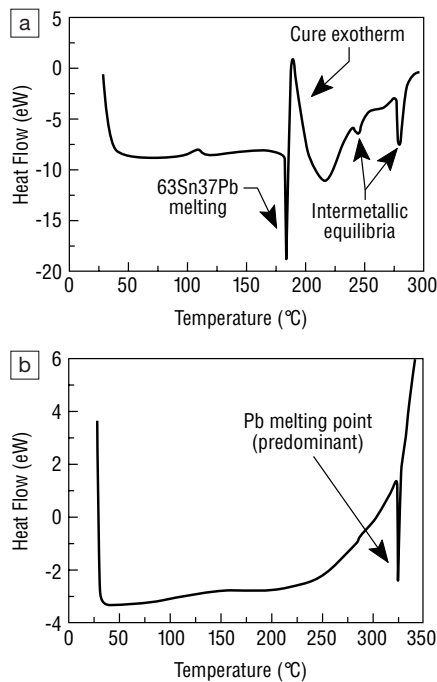 a
Cure exotherm
63Sn37Pb
melting
Intermetallic
equilibria
Heat Flow (eW)
5
0
-5
-10
-15
-20
0 50 100 150 200 250 300
Temperature (°C)
b
Pb melting point
(predominant)
Heat Flow (eW)
6
4
2
0
-2
-4
0 50 100 150 200 250 300 350
Temperature (°C)